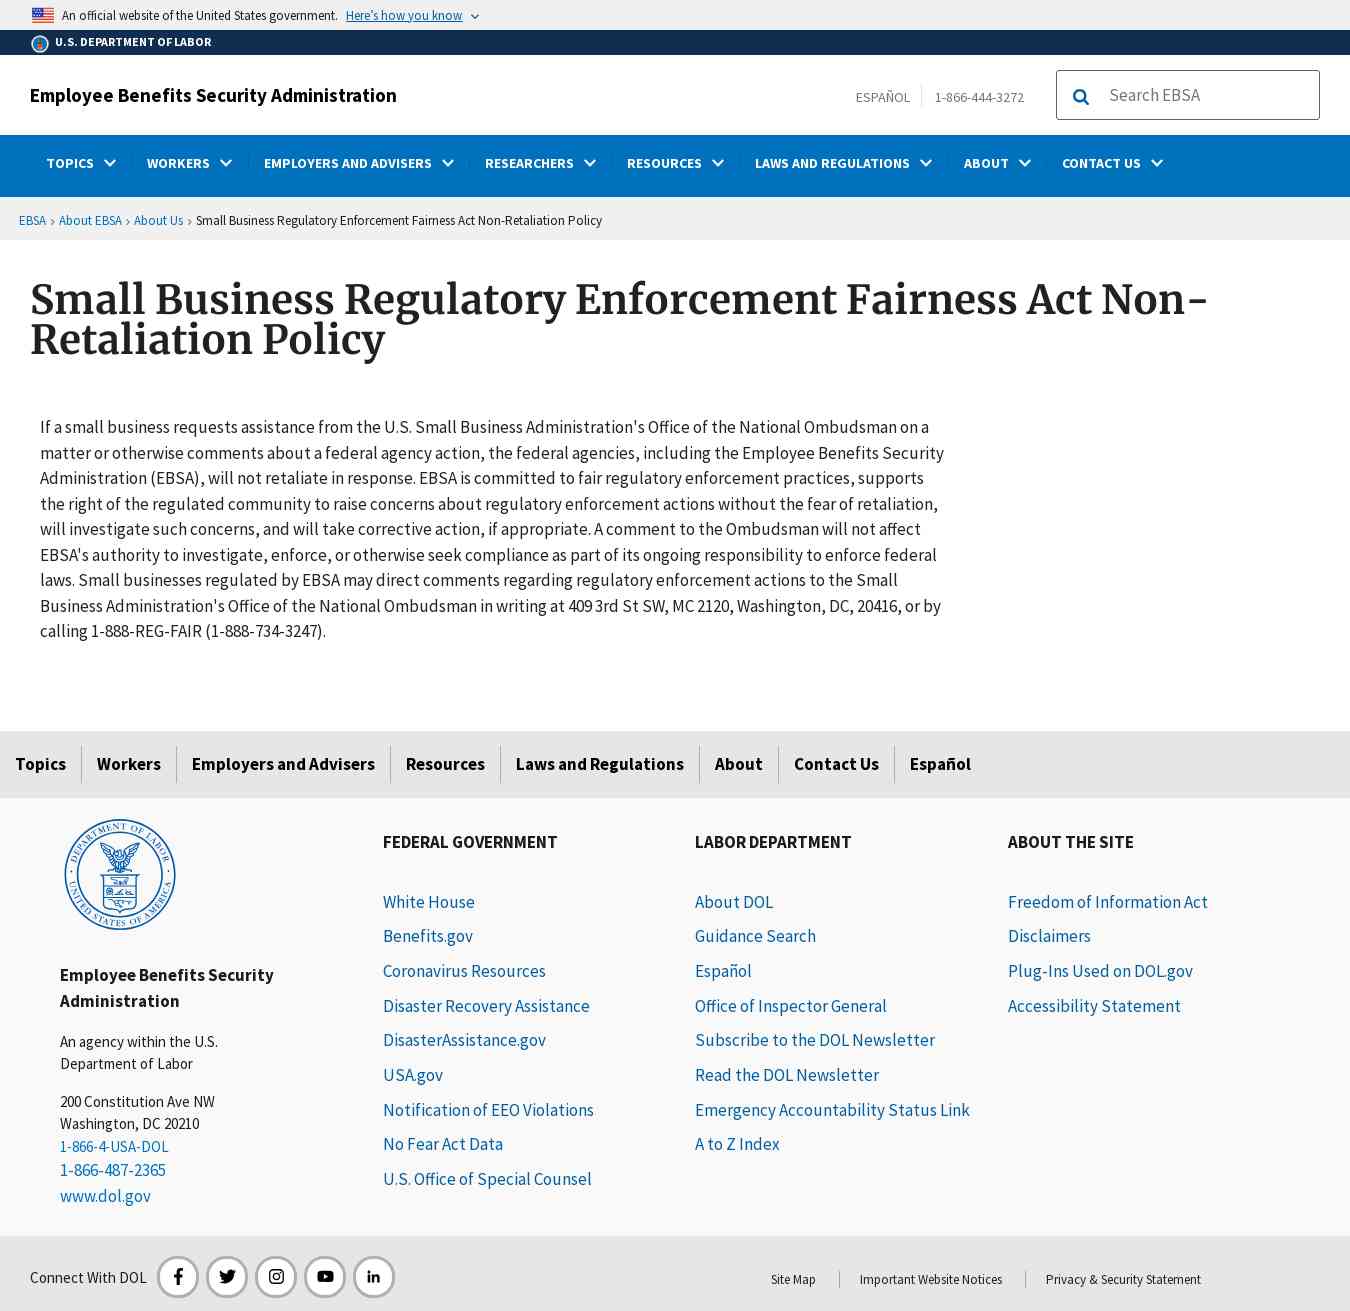 An official website of the United States government. Here's how you know
U.S. DEPARTMENT OF LABOR
Employee Benefits Security Administration
ESPAÑOL 1-866-444-3272 Search EBSA
TOPICS WORKERS EMPLOYERS AND ADVISERS RESEARCHERS RESOURCES LAWS AND REGULATIONS ABOUT CONTACT US
EBSA › About EBSA › About Us › Small Business Regulatory Enforcement Fairness Act Non-Retaliation Policy
Small Business Regulatory Enforcement Fairness Act Non-
Retaliation Policy
If a small business requests assistance from the U.S. Small Business Administration's Office of the National Ombudsman on a
matter or otherwise comments about a federal agency action, the federal agencies, including the Employee Benefits Security
Administration (EBSA), will not retaliate in response. EBSA is committed to fair regulatory enforcement practices, supports
the right of the regulated community to raise concerns about regulatory enforcement actions without the fear of retaliation,
will investigate such concerns, and will take corrective action, if appropriate. A comment to the Ombudsman will not affect
EBSA's authority to investigate, enforce, or otherwise seek compliance as part of its ongoing responsibility to enforce federal
laws. Small businesses regulated by EBSA may direct comments regarding regulatory enforcement actions to the Small
Business Administration's Office of the National Ombudsman in writing at 409 3rd St SW, MC 2120, Washington, DC, 20416, or by
calling 1-888-REG-FAIR (1-888-734-3247).
Topics Workers Employers and Advisers Resources Laws and Regulations About Contact Us Español
DEPARTMENT OF LABOR
UNITED STATES OF AMERICA
Employee Benefits Security
Administration
An agency within the U.S.
Department of Labor
200 Constitution Ave NW
Washington, DC 20210
1-866-4-USA-DOL
1-866-487-2365
www.dol.gov
FEDERAL GOVERNMENT
White House
Benefits.gov
Coronavirus Resources
Disaster Recovery Assistance
DisasterAssistance.gov
USA.gov
Notification of EEO Violations
No Fear Act Data
U.S. Office of Special Counsel
LABOR DEPARTMENT
About DOL
Guidance Search
Español
Office of Inspector General
Subscribe to the DOL Newsletter
Read the DOL Newsletter
Emergency Accountability Status Link
A to Z Index
ABOUT THE SITE
Freedom of Information Act
Disclaimers
Plug-Ins Used on DOL.gov
Accessibility Statement
Connect With DOL
Site Map Important Website Notices Privacy & Security Statement